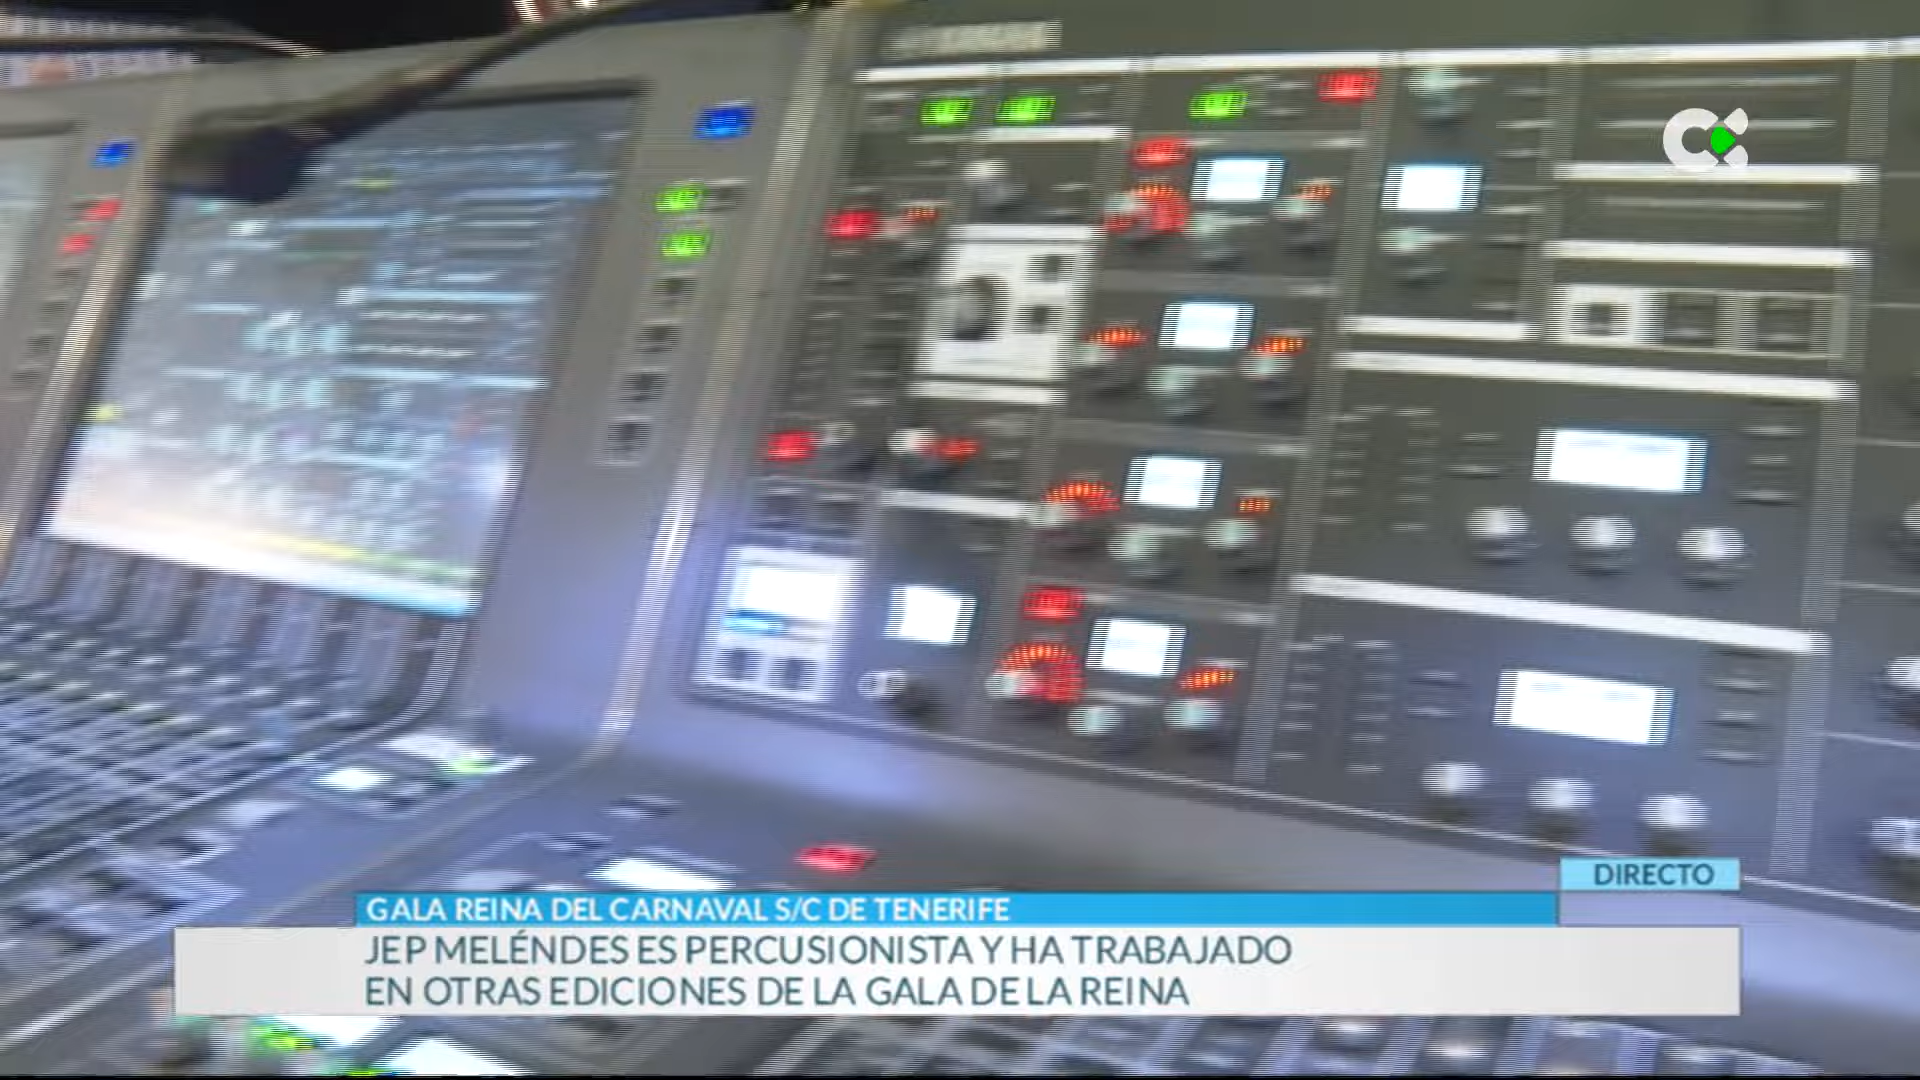 DIRECTO
GALA REINA DEL CARNAVAL S/C DE TENERIFE
JEP MELÉNDES ES PERCUSIONISTA Y HA TRABAJADO
EN OTRAS EDICIONES DE LA GALA DE LA REINA